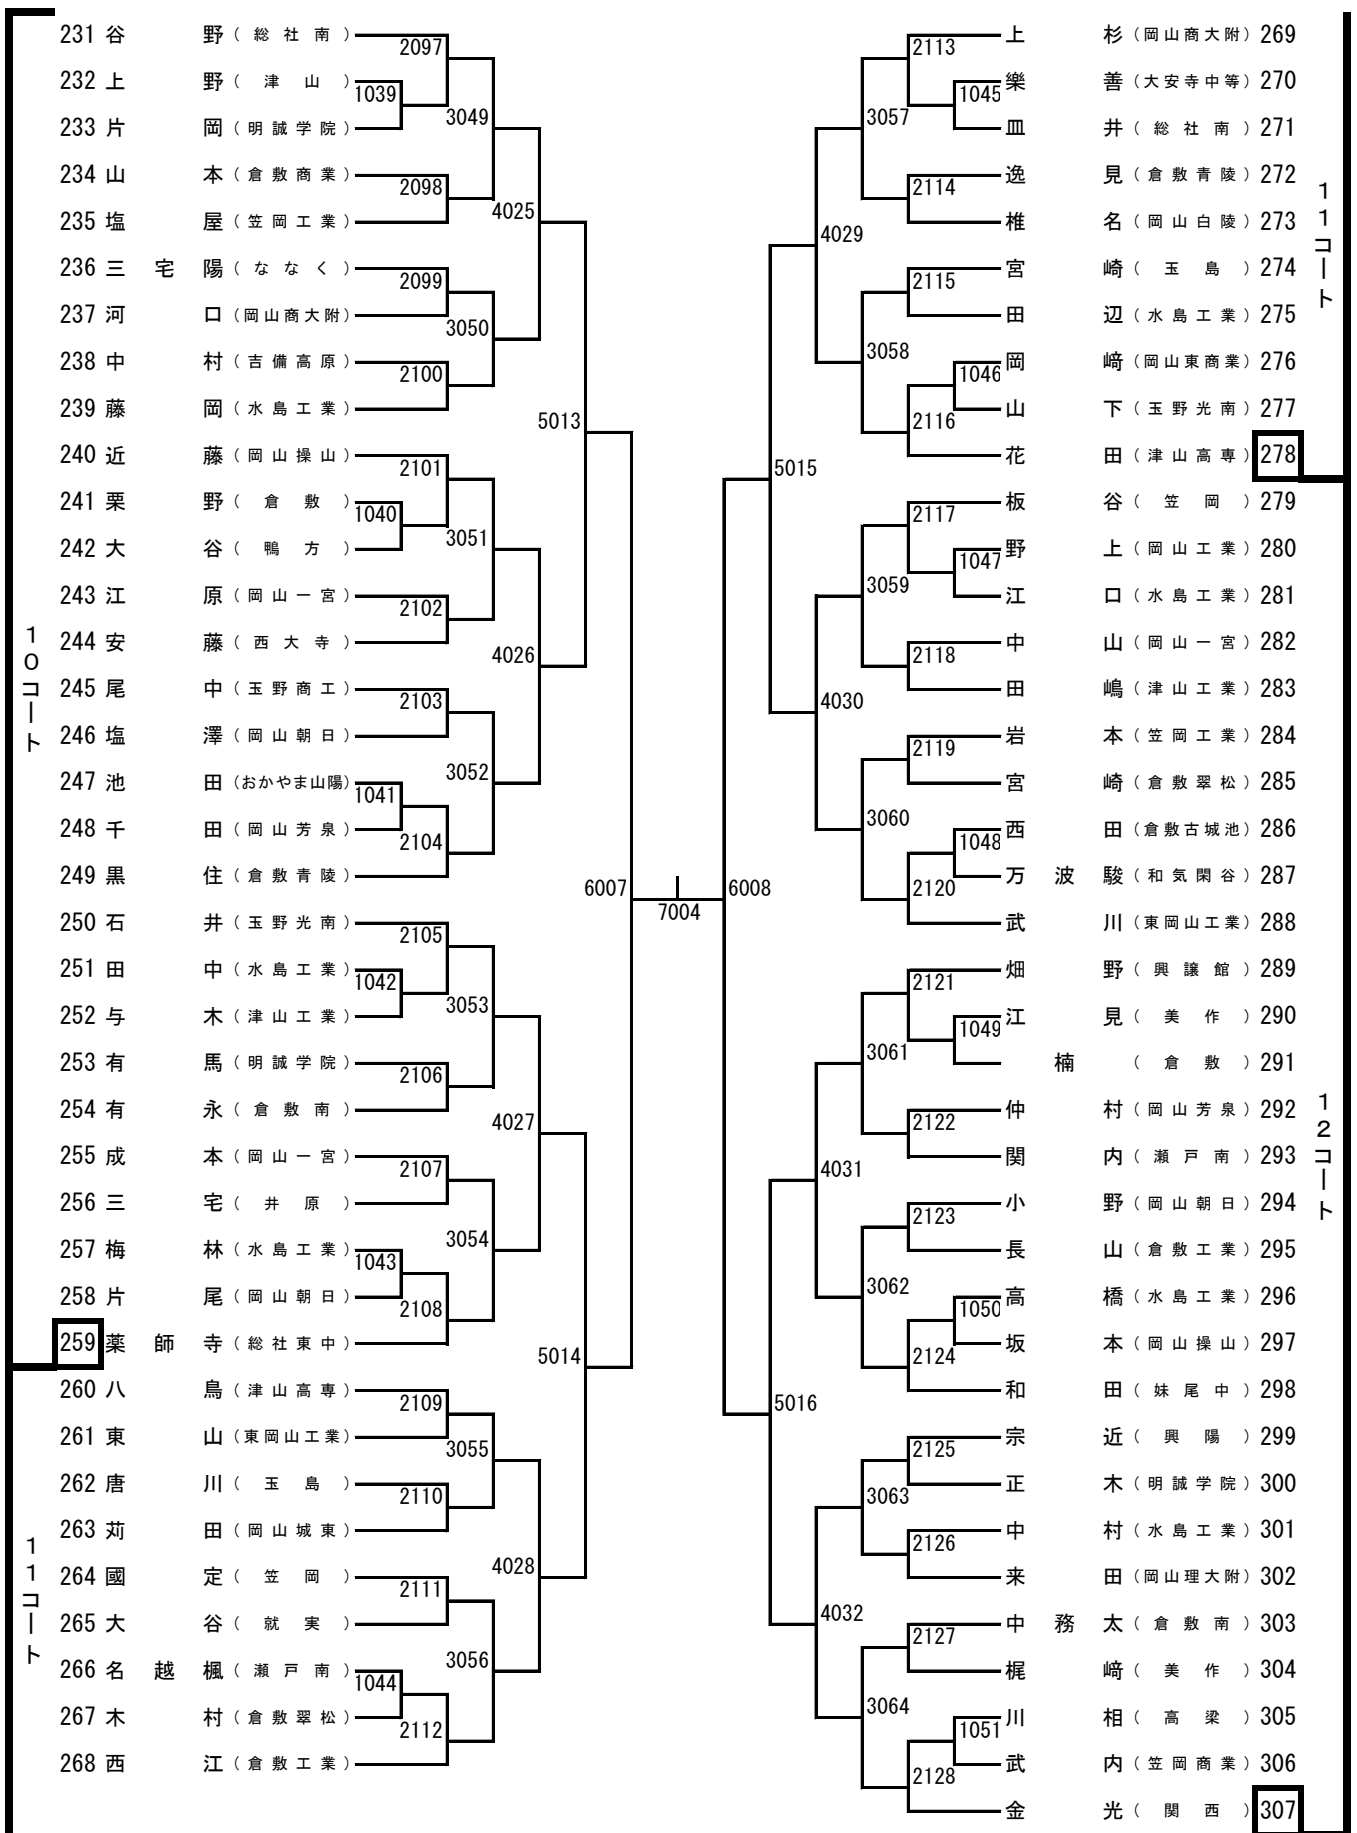 231 谷野（総社南）
232 上野（津山）
233 片岡（明誠学院）
234 山本（倉敷商業）
235 塩屋（笠岡工業）
236 三宅陽（ななく）
237 河口（岡山商大附）
238 中村（吉備高原）
239 藤岡（水島工業）
240 近藤（岡山操山）
241 栗野（倉敷）
242 大谷（鴨方）
243 江原（岡山一宮）
244 安藤（西大寺）
245 尾中（玉野商工）
246 塩澤（岡山朝日）
247 池田（おかやま山陽）
248 千田（岡山芳泉）
249 黒住（倉敷青陵）
250 石井（玉野光南）
251 田中（水島工業）
252 与木（津山工業）
253 有馬（明誠学院）
254 有永（倉敷南）
255 成本（岡山一宮）
256 三宅（井原）
257 梅林（水島工業）
258 片尾（岡山朝日）
259 薬師寺（総社東中）
260 八鳥（津山高専）
261 東山（東岡山工業）
262 唐川（玉島）
263 苅田（岡山城東）
264 國定（笠岡）
265 大谷（就実）
266 名越楓（瀬戸南）
267 木村（倉敷翠松）
268 西江（倉敷工業）
10コート
11コート
1039
1040
1041
1042
1043
1044
2097
2098
2099
2100
2101
2102
2103
2104
2105
2106
2107
2108
2109
2110
2111
2112
3049
3050
3051
3052
3053
3054
3055
3056
4025
4026
4027
4028
5013
5014
6007
7004
6008
5015
5016
4029
4030
4031
4032
3057
3058
3059
3060
3061
3062
3063
3064
2113
2114
2115
2116
2117
2118
2119
2120
2121
2122
2123
2124
2125
2126
2127
2128
1045
1046
1047
1048
1049
1050
1051
上杉（岡山商大附）269
樂善（大安寺中等）270
皿井（総社南）271
逸見（倉敷青陵）272
椎名（岡山白陵）273
宮崎（玉島）274
田辺（水島工業）275
岡﨑（岡山東商業）276
山下（玉野光南）277
花田（津山高専）278
板谷（笠岡）279
野上（岡山工業）280
江口（水島工業）281
中山（岡山一宮）282
田嶋（津山工業）283
岩本（笠岡工業）284
宮崎（倉敷翠松）285
西田（倉敷古城池）286
万波駿（和気閑谷）287
武川（東岡山工業）288
畑野（興譲館）289
江見（美作）290
楠（倉敷）291
仲村（岡山芳泉）292
関内（瀬戸南）293
小野（岡山朝日）294
長山（倉敷工業）295
高橋（水島工業）296
坂本（岡山操山）297
和田（妹尾中）298
宗近（興陽）299
正木（明誠学院）300
中村（水島工業）301
来田（岡山理大附）302
中務太（倉敷南）303
梶﨑（美作）304
川相（高梁）305
武内（笠岡商業）306
金光（関西）307
11コート
12コート